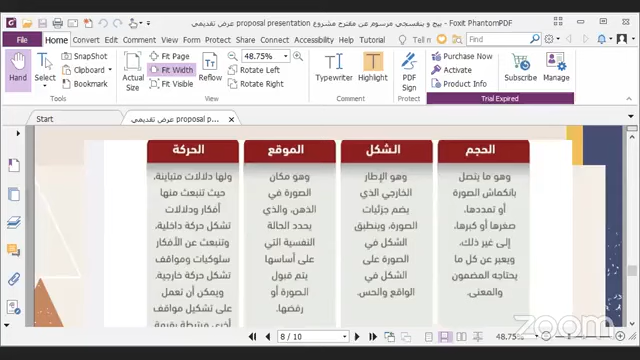 بيج و بنفسجي مرسوم عن مقترح مشروع proposal presentation عرض تقديمي - Foxit PhantomPDF
File Home Convert Edit Comment View Form Protect Share Connect Accessibility Help Tutorial
Hand
Select
SnapShot
Clipboard
Bookmark
Tools
Actual Size
Fit Page
Fit Width
Fit Visible
Reflow
48.75%
Rotate Left
Rotate Right
View
Typewriter
Highlight
Comment
PDF Sign
Protect
Purchase Now
Activate
Product Info
Trial Expired
Subscribe
Manage
Start
عرض تقديمي proposal p...
الحجم
وهو ما يتصل
بانكماش الصورة
أو تمددها،
صغرها أو كبرها،
إلى غير ذلك،
ويعبر عن كل ما
يحتاجه المضمون
والمعنى.
الشكل
وهو الإطار
الخارجي الذي
يضم جزئيات
الصورة، وينطبق
الشكل في
الصورة على
الشكل في
الواقع والحس.
الموقع
وهو مكان
الصورة في
الذهن، والذي
يحدد الحالة
النفسية التي
على أساسها
يتم قبول
الصورة أو
رفضها.
الحركة
ولها دلالات متباينة،
حيث تنبعث منها
أفكار ودلالات
تشكل حركة داخلية،
وتنبعث عن الأفكار
سلوكيات ومواقف
تشكل حركة خارجية.
ويمكن أن تعمل
على تشكيل مواقف
أخرى مرتبطة بقيمة
8 / 10
48.75%
zoom